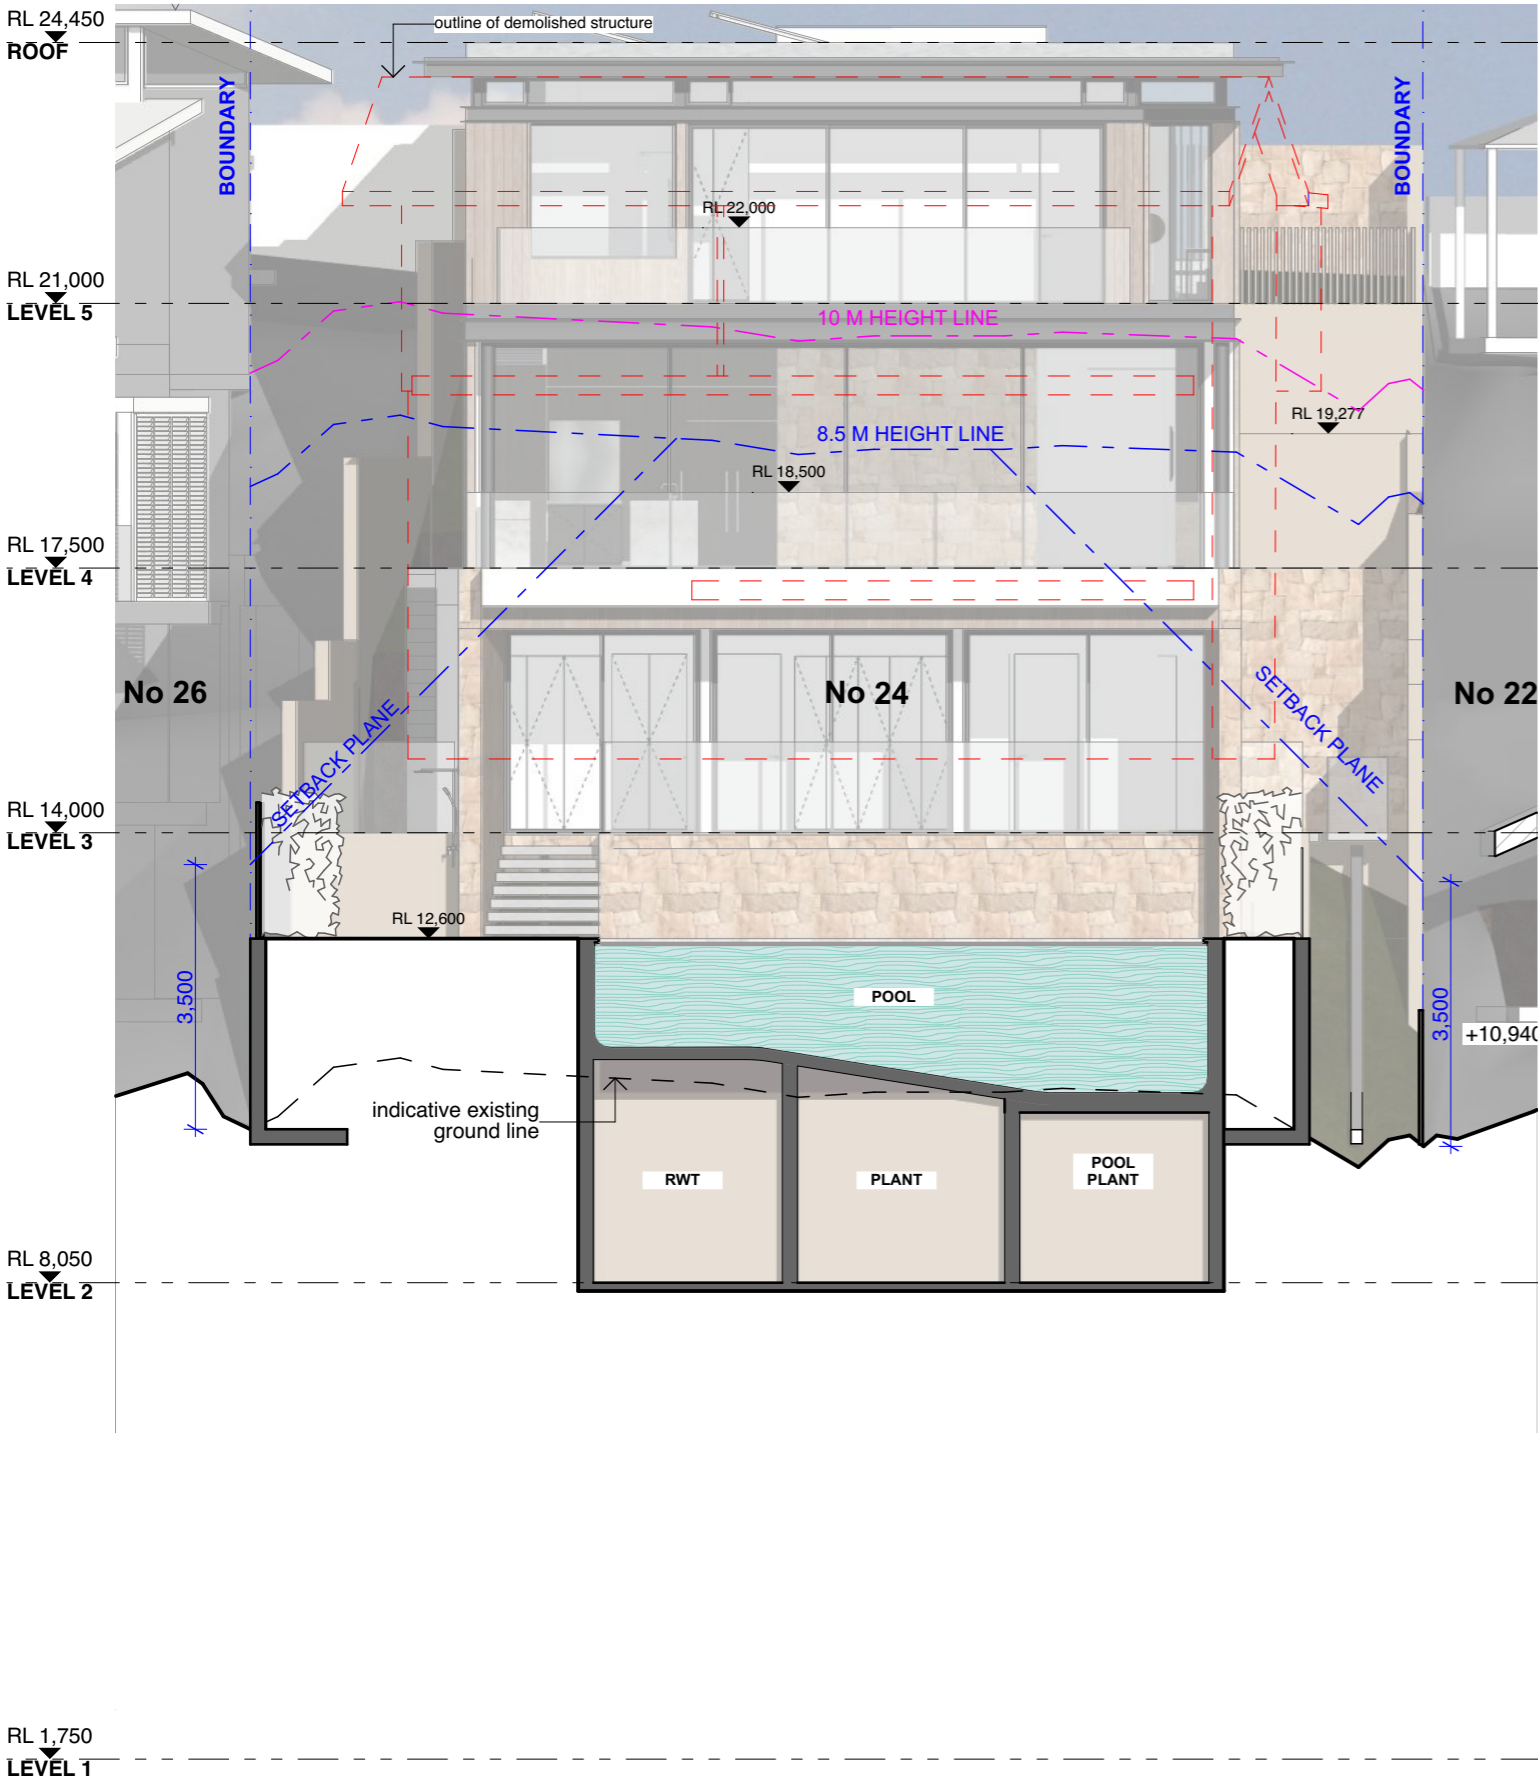 RL 24,450
ROOF
outline of demolished structure
BOUNDARY
BOUNDARY
RL 22,000
RL 21,000
LEVEL 5
10 M HEIGHT LINE
RL 19,277
8.5 M HEIGHT LINE
RL 18,500
RL 17,500
LEVEL 4
No 26
No 24
No 22
SETBACK PLANE
SETBACK PLANE
RL 14,000
LEVEL 3
RL 12,600
3,500
POOL
3,500
+10,940
indicative existing
ground line
RWT
PLANT
POOL
PLANT
RL 8,050
LEVEL 2
RL 1,750
LEVEL 1